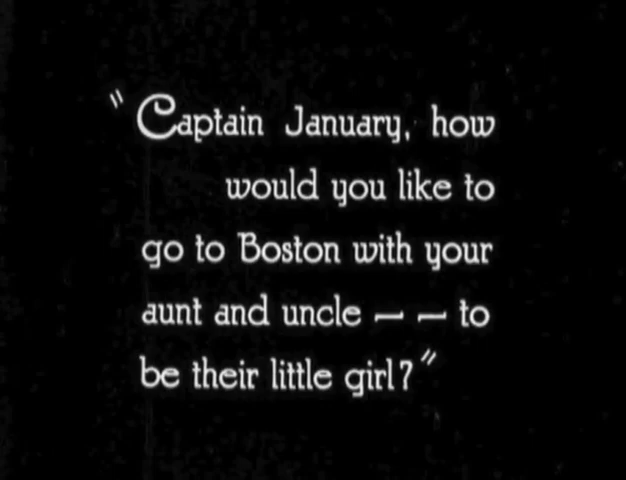 "Captain January, how
would you like to
go to Boston with your
aunt and uncle — — to
be their little girl?"